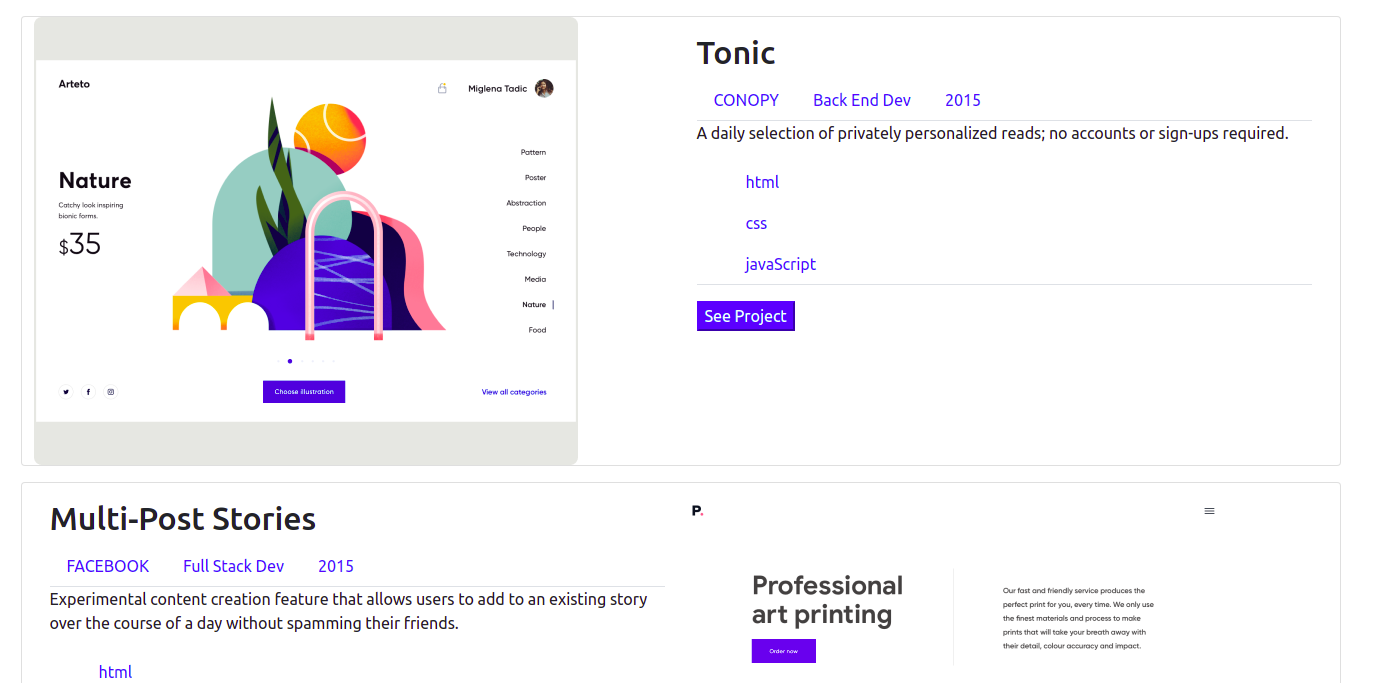 Arteto
Miglena Tadic
Nature
Catchy look inspiring
bionic forms.
$35
Pattern
Poster
Abstraction
People
Technology
Media
Nature
Food
Choose illustration
View all categories
Tonic
CONOPY Back End Dev 2015
A daily selection of privately personalized reads; no accounts or sign-ups required.
html
css
javaScript
See Project
Multi-Post Stories
FACEBOOK Full Stack Dev 2015
Experimental content creation feature that allows users to add to an existing story
over the course of a day without spamming their friends.
html
P.
Professional
art printing
Order now
Our fast and friendly service produces the
perfect print for you, every time. We only use
the finest materials and process to make
prints that will take your breath away with
their detail, colour accuracy and impact.